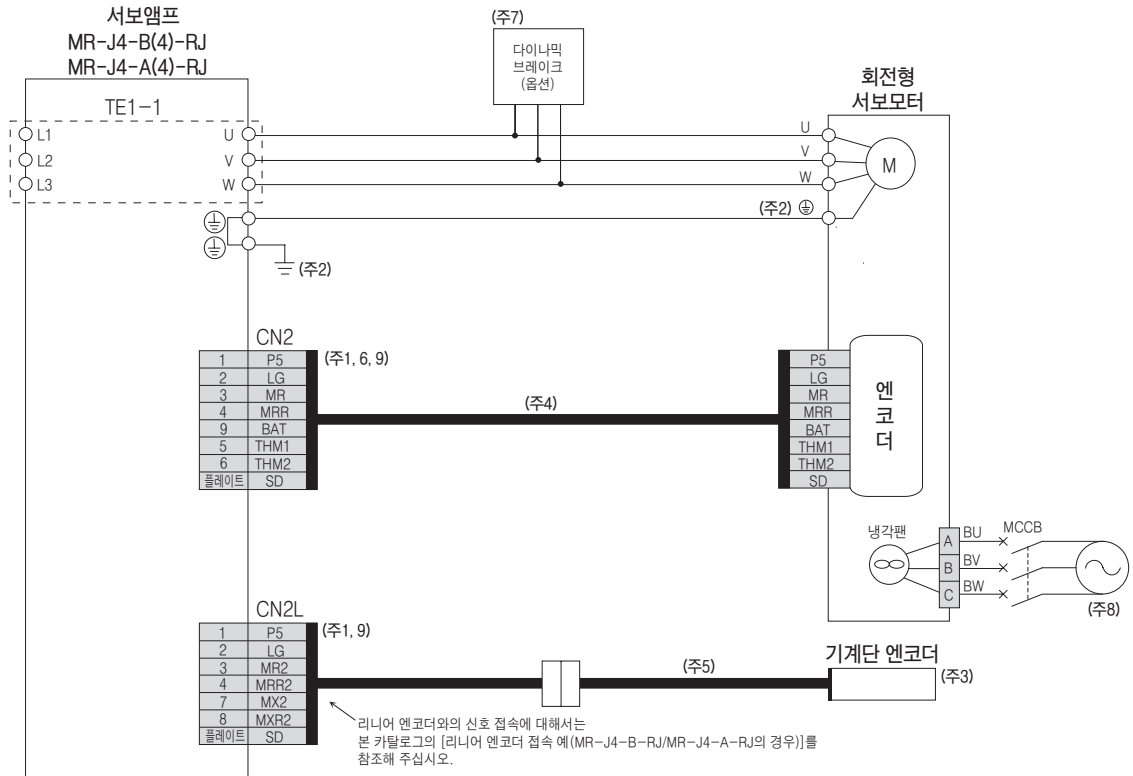 서보앰프
MR-J4-B(4)-RJ
MR-J4-A(4)-RJ
TE1-1
L1
L2
L3
U
V
W
(주7)
다이나믹
브레이크
(옵션)
회전형
서보모터
U
V
W
M
(주2)
(주2)
CN2
(주1, 6, 9)
1 P5
2 LG
3 MR
4 MRR
9 BAT
5 THM1
6 THM2
플레이트 SD
(주4)
P5
LG
MR
MRR
BAT
THM1
THM2
SD
엔
코
더
냉각팬
A BU
B BV
C BW
MCCB
(주8)
CN2L
(주1, 9)
1 P5
2 LG
3 MR2
4 MRR2
7 MX2
8 MXR2
플레이트 SD
(주5)
기계단 엔코더
(주3)
리니어 엔코더와의 신호 접속에 대해서는
본 카탈로그의 [리니어 엔코더 접속 예(MR-J4-B-RJ/MR-J4-A-RJ의 경우)]를
참조해 주십시오.